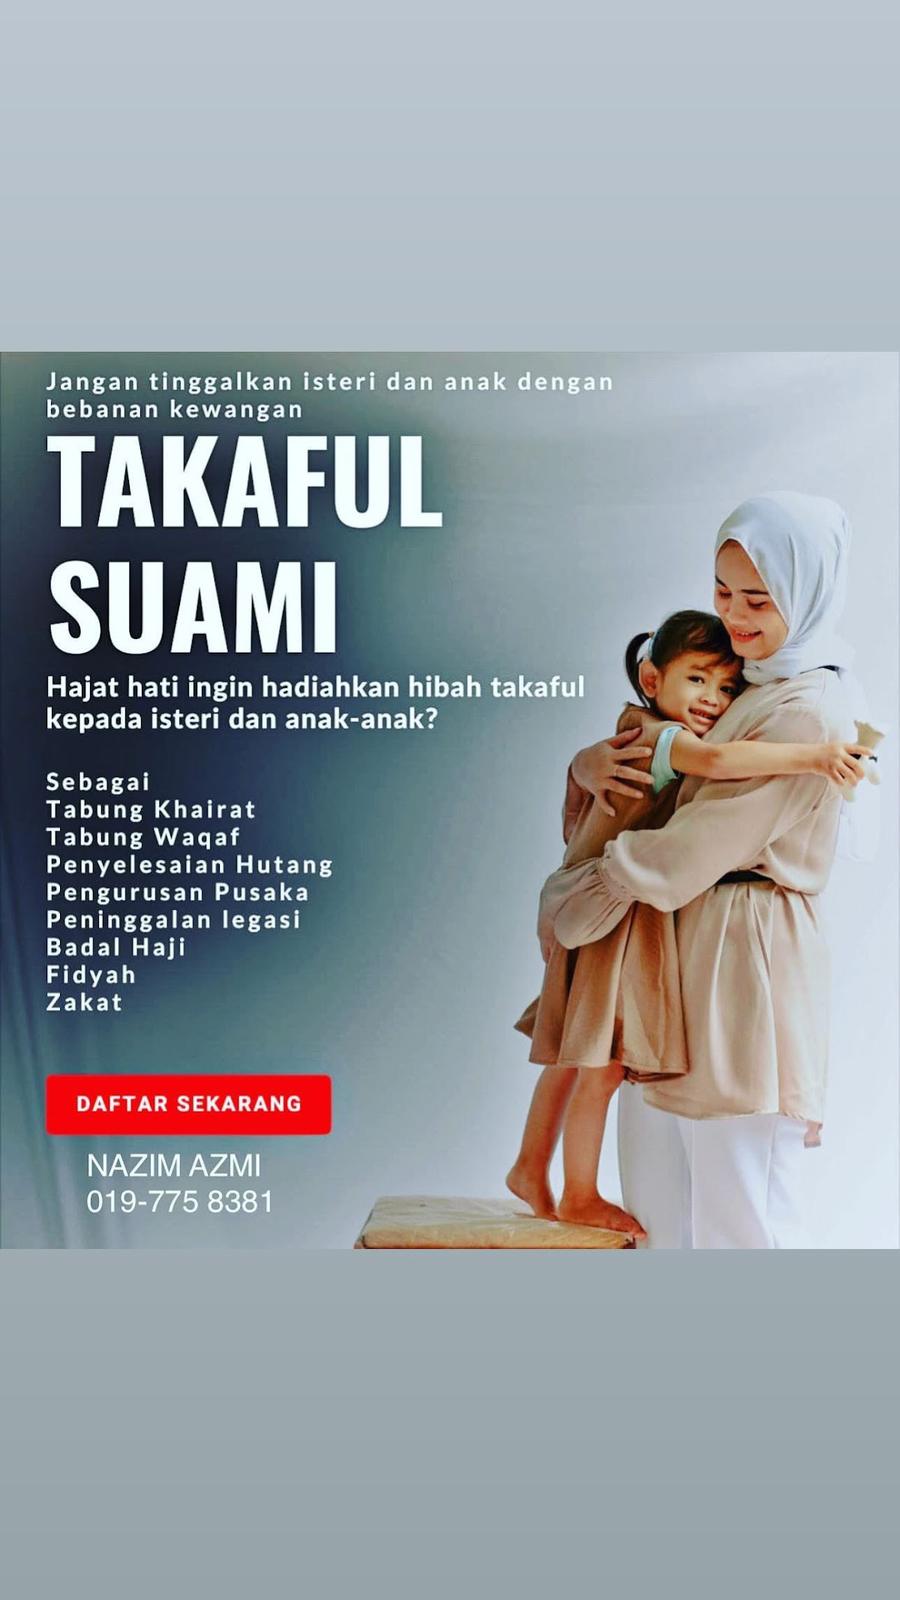 Jangan tinggalkan isteri dan anak dengan
bebanan kewangan
TAKAFUL
SUAMI
Hajat hati ingin hadiahkan hibah takaful
kepada isteri dan anak-anak?
Sebagai
Tabung Khairat
Tabung Waqaf
Penyelesaian Hutang
Pengurusan Pusaka
Peninggalan legasi
Badal Haji
Fidyah
Zakat
DAFTAR SEKARANG
NAZIM AZMI
019-775 8381